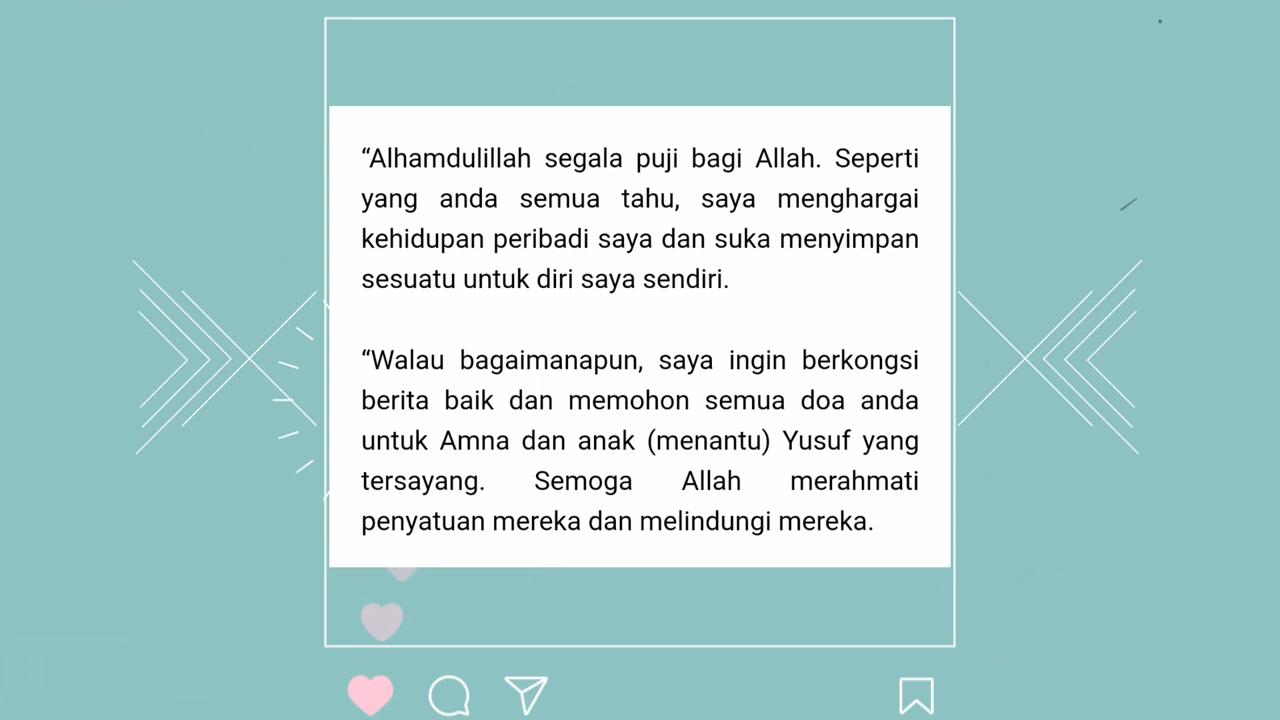 “Alhamdulillah segala puji bagi Allah. Seperti
yang anda semua tahu, saya menghargai
kehidupan peribadi saya dan suka menyimpan
sesuatu untuk diri saya sendiri.
“Walau bagaimanapun, saya ingin berkongsi
berita baik dan memohon semua doa anda
untuk Amna dan anak (menantu) Yusuf yang
tersayang. Semoga Allah merahmati
penyatuan mereka dan melindungi mereka.